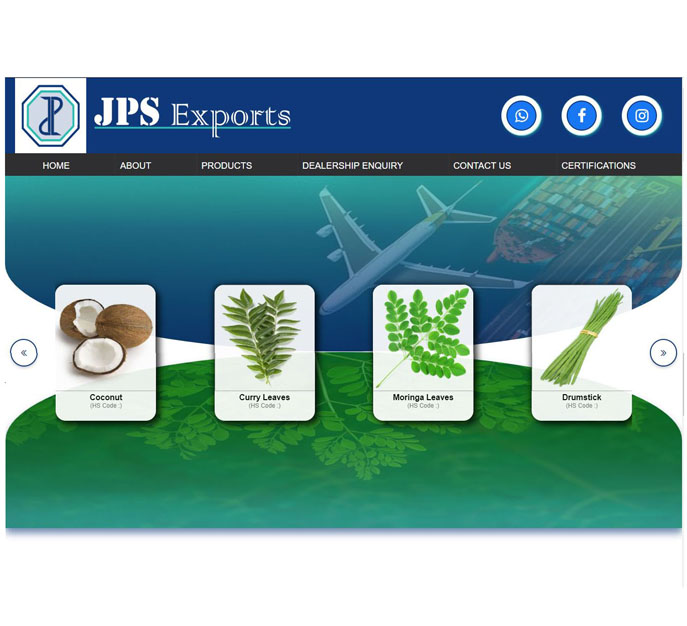 JPS Exports
HOME ABOUT PRODUCTS DEALERSHIP ENQUIRY CONTACT US CERTIFICATIONS
Coconut
(HS Code :)
Curry Leaves
(HS Code :)
Moringa Leaves
(HS Code :)
Drumstick
(HS Code :)